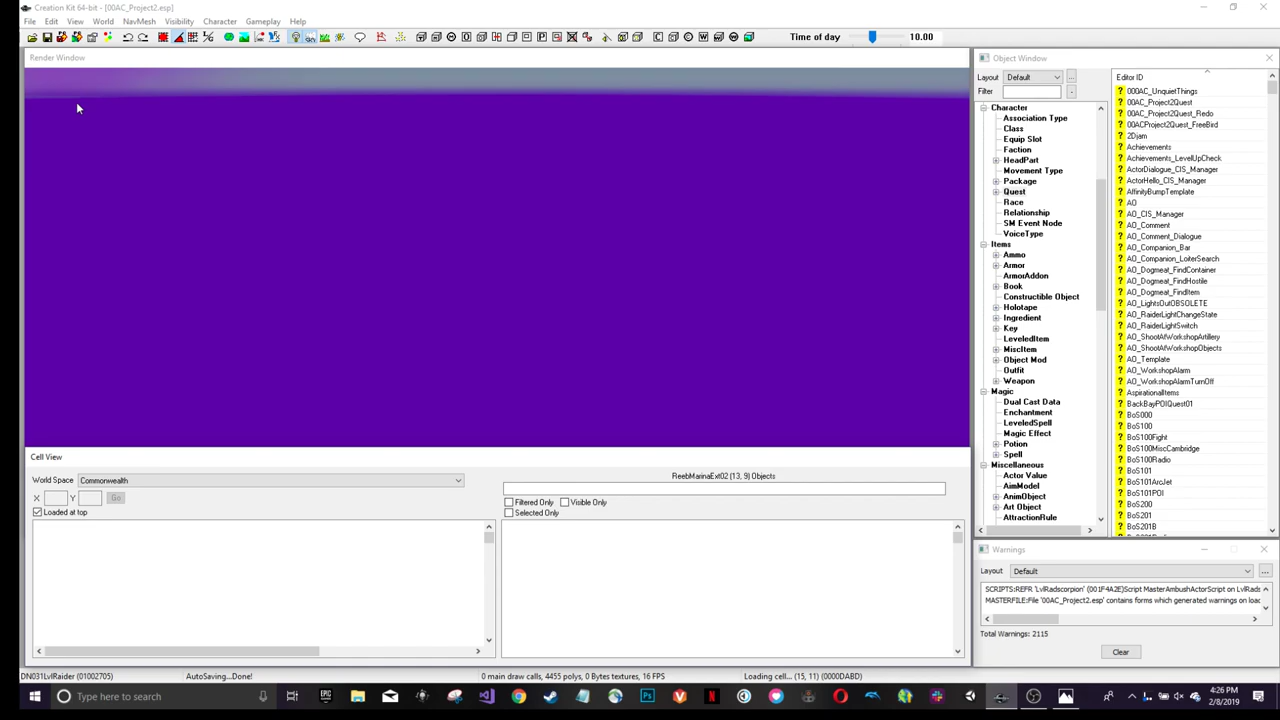 Creation Kit 64-bit - [00AC_Project2.esp]
File Edit View World NavMesh Visibility Character Gameplay Help
Time of day 10.00
Render Window
Object Window
Layout Default ...
Filter
Character
Association Type
Class
Equip Slot
Faction
HeadPart
Movement Type
Package
Quest
Race
Relationship
SM Event Node
VoiceType
Items
Ammo
Armor
ArmorAddon
Book
Constructible Object
Holotape
Ingredient
Key
LeveledItem
MiscItem
Object Mod
Outfit
Weapon
Magic
Dual Cast Data
Enchantment
LeveledSpell
Magic Effect
Potion
Spell
Miscellaneous
Actor Value
AimModel
AnimObject
Art Object
AttractionRule
Editor ID
000AC_UnquietThings
00AC_Project2Quest
00AC_Project2Quest_Redo
00ACProject2Quest_FreeBird
2Djam
Achievements
Achievements_LevelUpCheck
ActorDialogue_CIS_Manager
ActorHello_CIS_Manager
AffinityBumpTemplate
AO
AO_CIS_Manager
AO_Comment
AO_Comment_Dialogue
AO_Companion_Bar
AO_Companion_LoiterSearch
AO_Dogmeat_FindContainer
AO_Dogmeat_FindHostile
AO_Dogmeat_FindItem
AO_LightsOutOBSOLETE
AO_RaiderLightChangeState
AO_RaiderLightSwitch
AO_ShootAtWorkshopArtillery
AO_ShootAtWorkshopObjects
AO_Template
AO_WorkshopAlarm
AO_WorkshopAlarmTurnOff
AspirationalItems
BackBayPOIQuest01
BoS000
BoS100
BoS100Fight
BoS100MiscCambridge
BoS100Radio
BoS101
BoS101ArcJet
BoS101POI
BoS200
BoS201
BoS201B
Cell View
World Space Commonwealth
X Y Go
Loaded at top
ReebMarinaExt02 (13, 9) Objects
Filtered Only Visible Only
Selected Only
Warnings
Layout Default ...
SCRIPTS:REFR 'LvlRadscorpion' (001F4A2E)Script MasterAmbushActorScript on LvlRads
MASTERFILE:File '00AC_Project2.esp' contains forms which generated warnings on load
Total Warnings: 2115
Clear
DN031LvlRaider (01002705) AutoSaving...Done! 0 main draw calls, 4455 polys, 0 Bytes textures, 16 FPS Loading cell... (15, 11) (0000DABD)
Type here to search
4:26 PM
2/8/2019